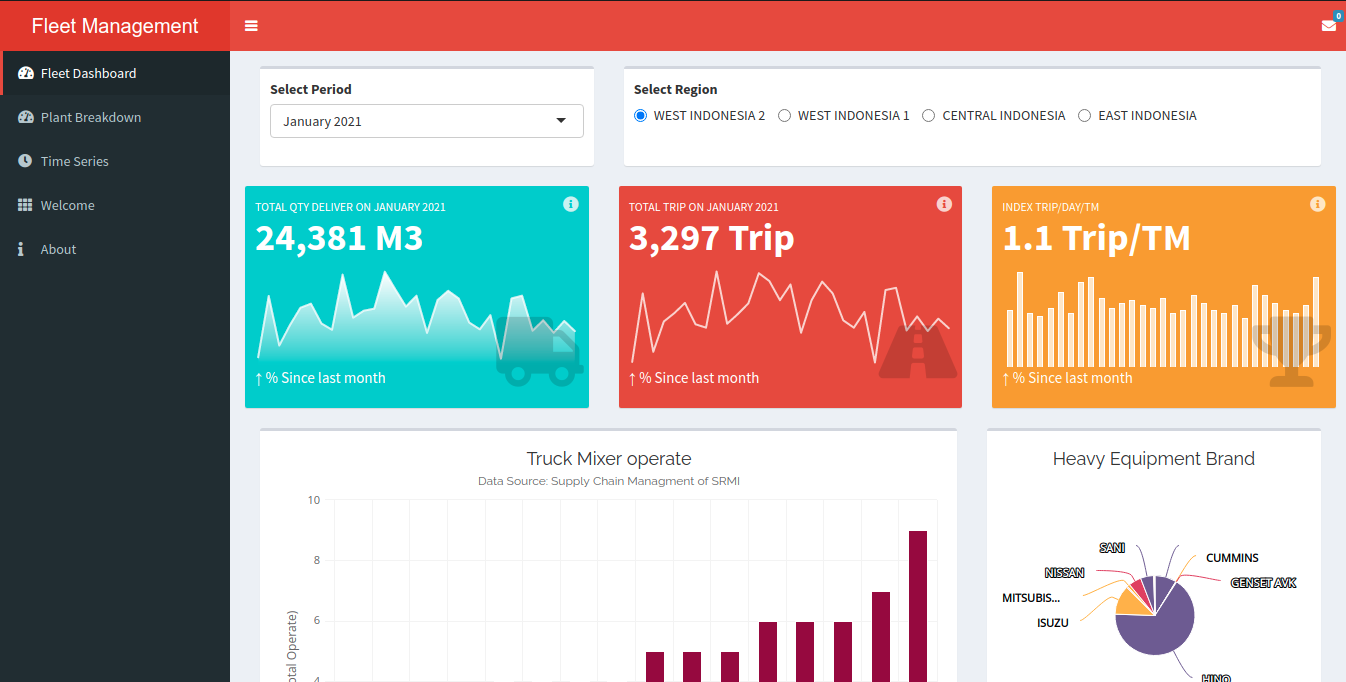 Fleet Management
0
Fleet Dashboard
Plant Breakdown
Time Series
Welcome
About
Select Period
January 2021
Select Region
WEST INDONESIA 2
WEST INDONESIA 1
CENTRAL INDONESIA
EAST INDONESIA
TOTAL QTY DELIVER ON JANUARY 2021
24,381 M3
↑ % Since last month
TOTAL TRIP ON JANUARY 2021
3,297 Trip
↑ % Since last month
INDEX TRIP/DAY/TM
1.1 Trip/TM
↑ % Since last month
Truck Mixer operate
Data Source: Supply Chain Managment of SRMI
10
8
6
4
Operate)
Heavy Equipment Brand
SANI
CUMMINS
NISSAN
GENSET AVK
MITSUBIS...
ISUZU
HINO